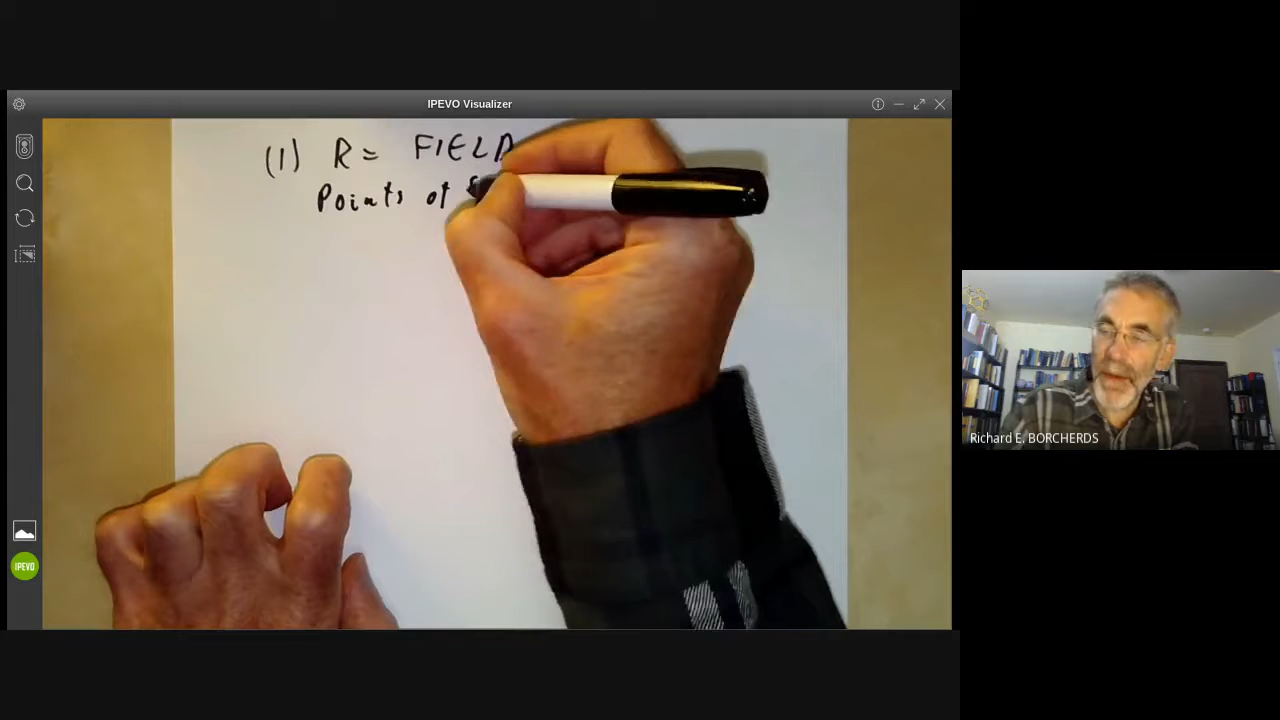 IPEVO Visualizer
(1) R = FIELD
Points of
IPEVO
Richard E. BORCHERDS